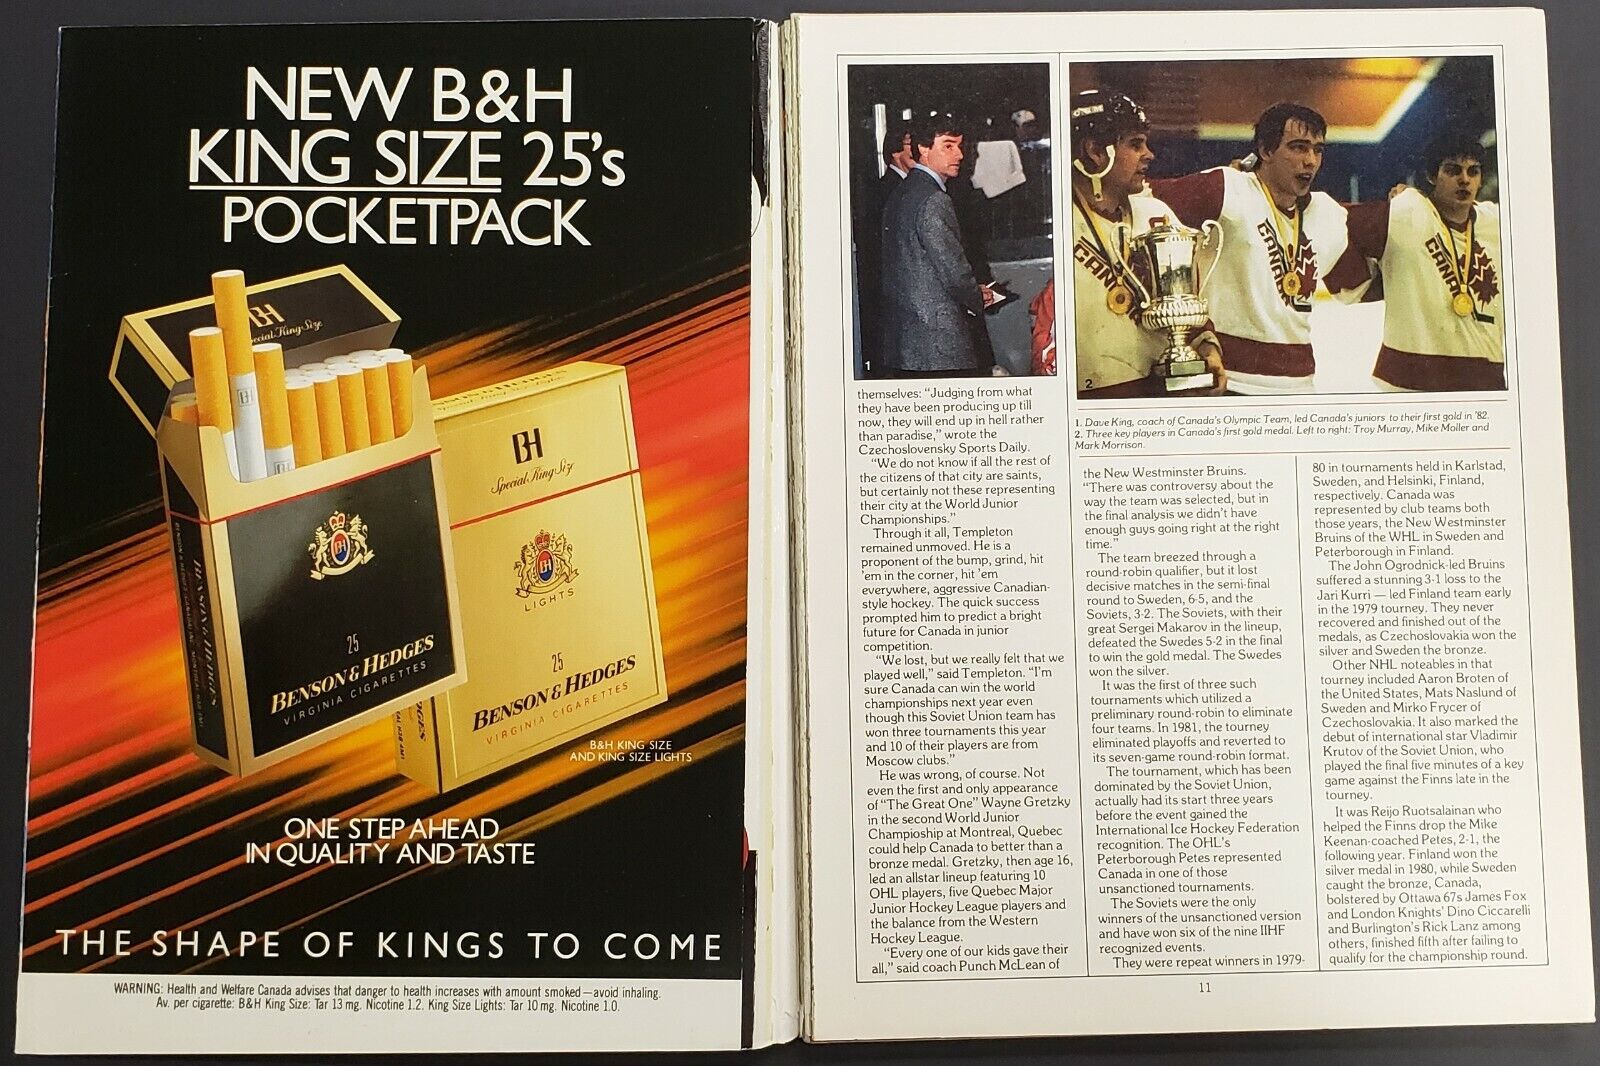 NEW B&H
KING SIZE 25's
POCKETPACK
BH
Special King Size
BH
Special King Size
BH
LIGHTS
25
BENSON & HEDGES
VIRGINIA CIGARETTES
25
BENSON & HEDGES
VIRGINIA CIGARETTES
BENSON & HEDGES
B&H KING SIZE
AND KING SIZE LIGHTS
ONE STEP AHEAD
IN QUALITY AND TASTE
THE SHAPE OF KINGS TO COME
WARNING: Health and Welfare Canada advises that danger to health increases with amount smoked—avoid inhaling.
Av. per cigarette: B&H King Size: Tar 13 mg. Nicotine 1.2. King Size Lights: Tar 10 mg. Nicotine 1.0.
1
CANADA
CANADA
CANADA
2
1. Dave King, coach of Canada's Olympic Team, led Canada's juniors to their first gold in '82.
2. Three key players in Canada's first gold medal. Left to right: Troy Murray, Mike Moller and
Mark Morrison.
themselves: "Judging from what
they have been producing up till
now, they will end up in hell rather
than paradise," wrote the
Czechoslovensky Sports Daily.
"We do not know if all the rest of
the citizens of that city are saints,
but certainly not these representing
their city at the World Junior
Championships."
Through it all, Templeton
remained unmoved. He is a
proponent of the bump, grind, hit
'em in the corner, hit 'em
everywhere, aggressive Canadian-
style hockey. The quick success
prompted him to predict a bright
future for Canada in junior
competition.
"We lost, but we really felt that we
played well," said Templeton. "I'm
sure Canada can win the world
championships next year even
though this Soviet Union team has
won three tournaments this year
and 10 of their players are from
Moscow clubs."
He was wrong, of course. Not
even the first and only appearance
of "The Great One" Wayne Gretzky
in the second World Junior
Champioship at Montreal, Quebec
could help Canada to better than a
bronze medal. Gretzky, then age 16,
led an allstar lineup featuring 10
OHL players, five Quebec Major
Junior Hockey League players and
the balance from the Western
Hockey League.
"Every one of our kids gave their
all," said coach Punch McLean of
the New Westminster Bruins.
"There was controversy about the
way the team was selected, but in
the final analysis we didn't have
enough guys going right at the right
time."
The team breezed through a
round-robin qualifier, but it lost
decisive matches in the semi-final
round to Sweden, 6-5, and the
Soviets, 3-2. The Soviets, with their
great Sergei Makarov in the lineup,
defeated the Swedes 5-2 in the final
to win the gold medal. The Swedes
won the silver.
It was the first of three such
tournaments which utilized a
preliminary round-robin to eliminate
four teams. In 1981, the tourney
eliminated playoffs and reverted to
its seven-game round-robin format.
The tournament, which has been
dominated by the Soviet Union,
actually had its start three years
before the event gained the
International Ice Hockey Federation
recognition. The OHL's
Peterborough Petes represented
Canada in one of those
unsanctioned tournaments.
The Soviets were the only
winners of the unsanctioned version
and have won six of the nine IIHF
recognized events.
They were repeat winners in 1979-
80 in tournaments held in Karlstad,
Sweden, and Helsinki, Finland,
respectively. Canada was
represented by club teams both
those years, the New Westminster
Bruins of the WHL in Sweden and
Peterborough in Finland.
The John Ogrodnick-led Bruins
suffered a stunning 3-1 loss to the
Jari Kurri — led Finland team early
in the 1979 tourney. They never
recovered and finished out of the
medals, as Czechoslovakia won the
silver and Sweden the bronze.
Other NHL noteables in that
tourney included Aaron Broten of
the United States, Mats Naslund of
Sweden and Mirko Frycer of
Czechoslovakia. It also marked the
debut of international star Vladimir
Krutov of the Soviet Union, who
played the final five minutes of a key
game against the Finns late in the
tourney.
It was Reijo Ruotsalainan who
helped the Finns drop the Mike
Keenan-coached Petes, 2-1, the
following year. Finland won the
silver medal in 1980, while Sweden
caught the bronze, Canada,
bolstered by Ottawa 67s James Fox
and London Knights' Dino Ciccarelli
and Burlington's Rick Lanz among
others, finished fifth after failing to
qualify for the championship round.
11